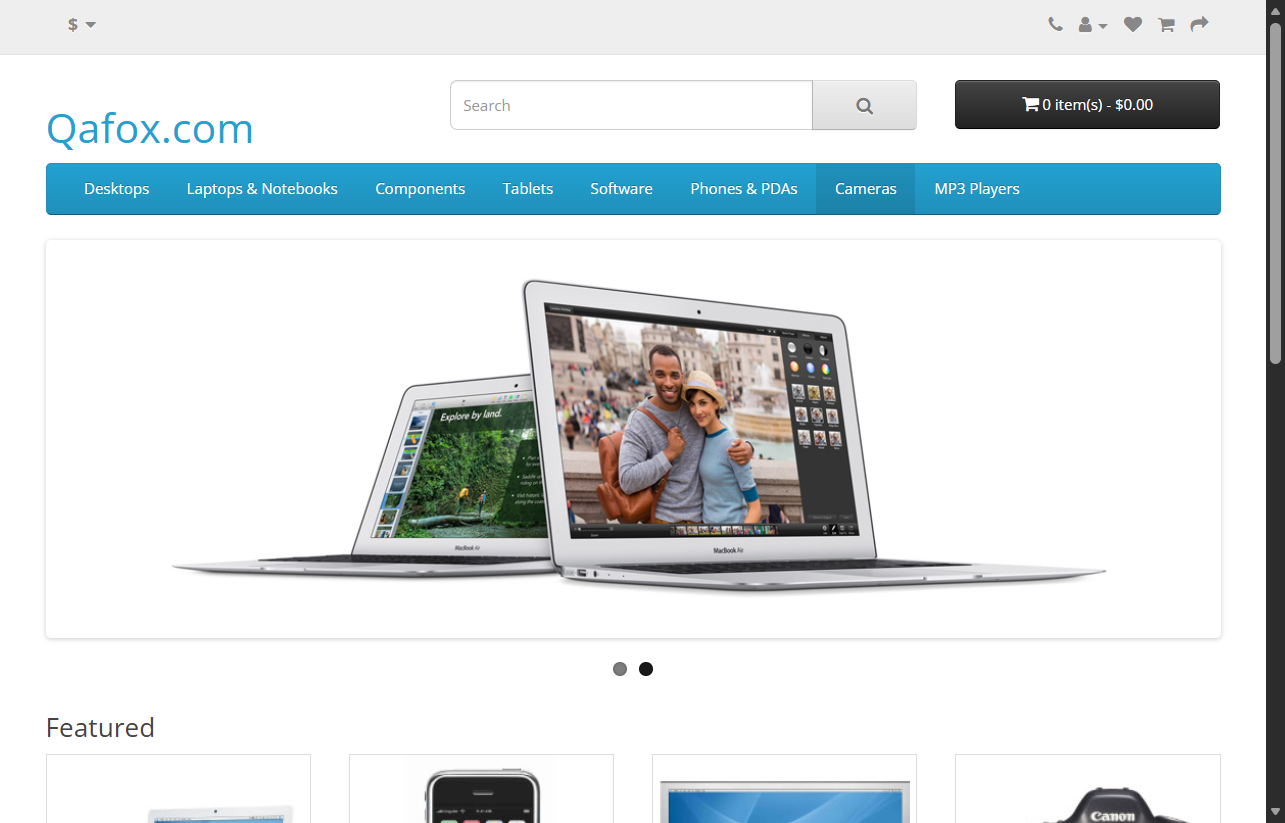 $
Search
0 item(s) - $0.00
Qafox.com
Desktops
Laptops & Notebooks
Components
Tablets
Software
Phones & PDAs
Cameras
MP3 Players
Explore by land.
MacBook Air
MacBook Air
Featured
Canon